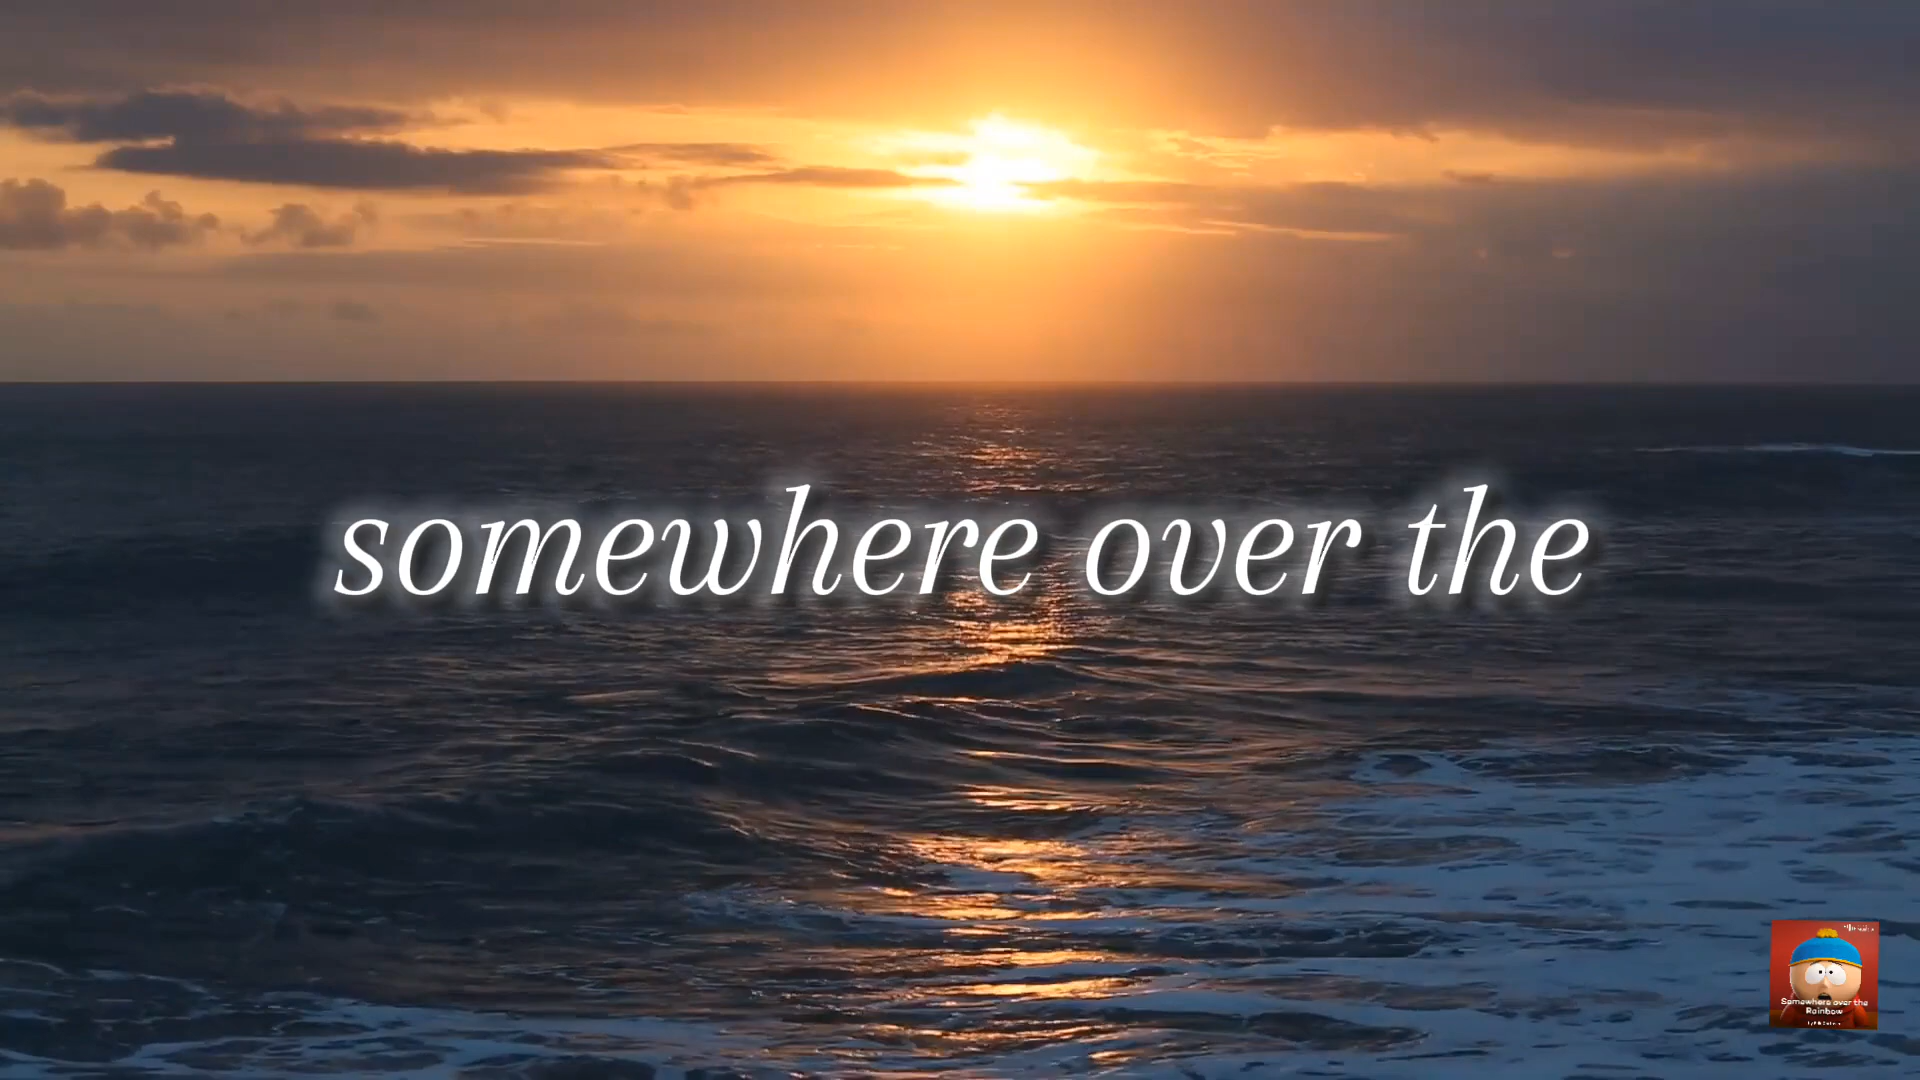 somewhere over the
Somewhere over the
Rainbow